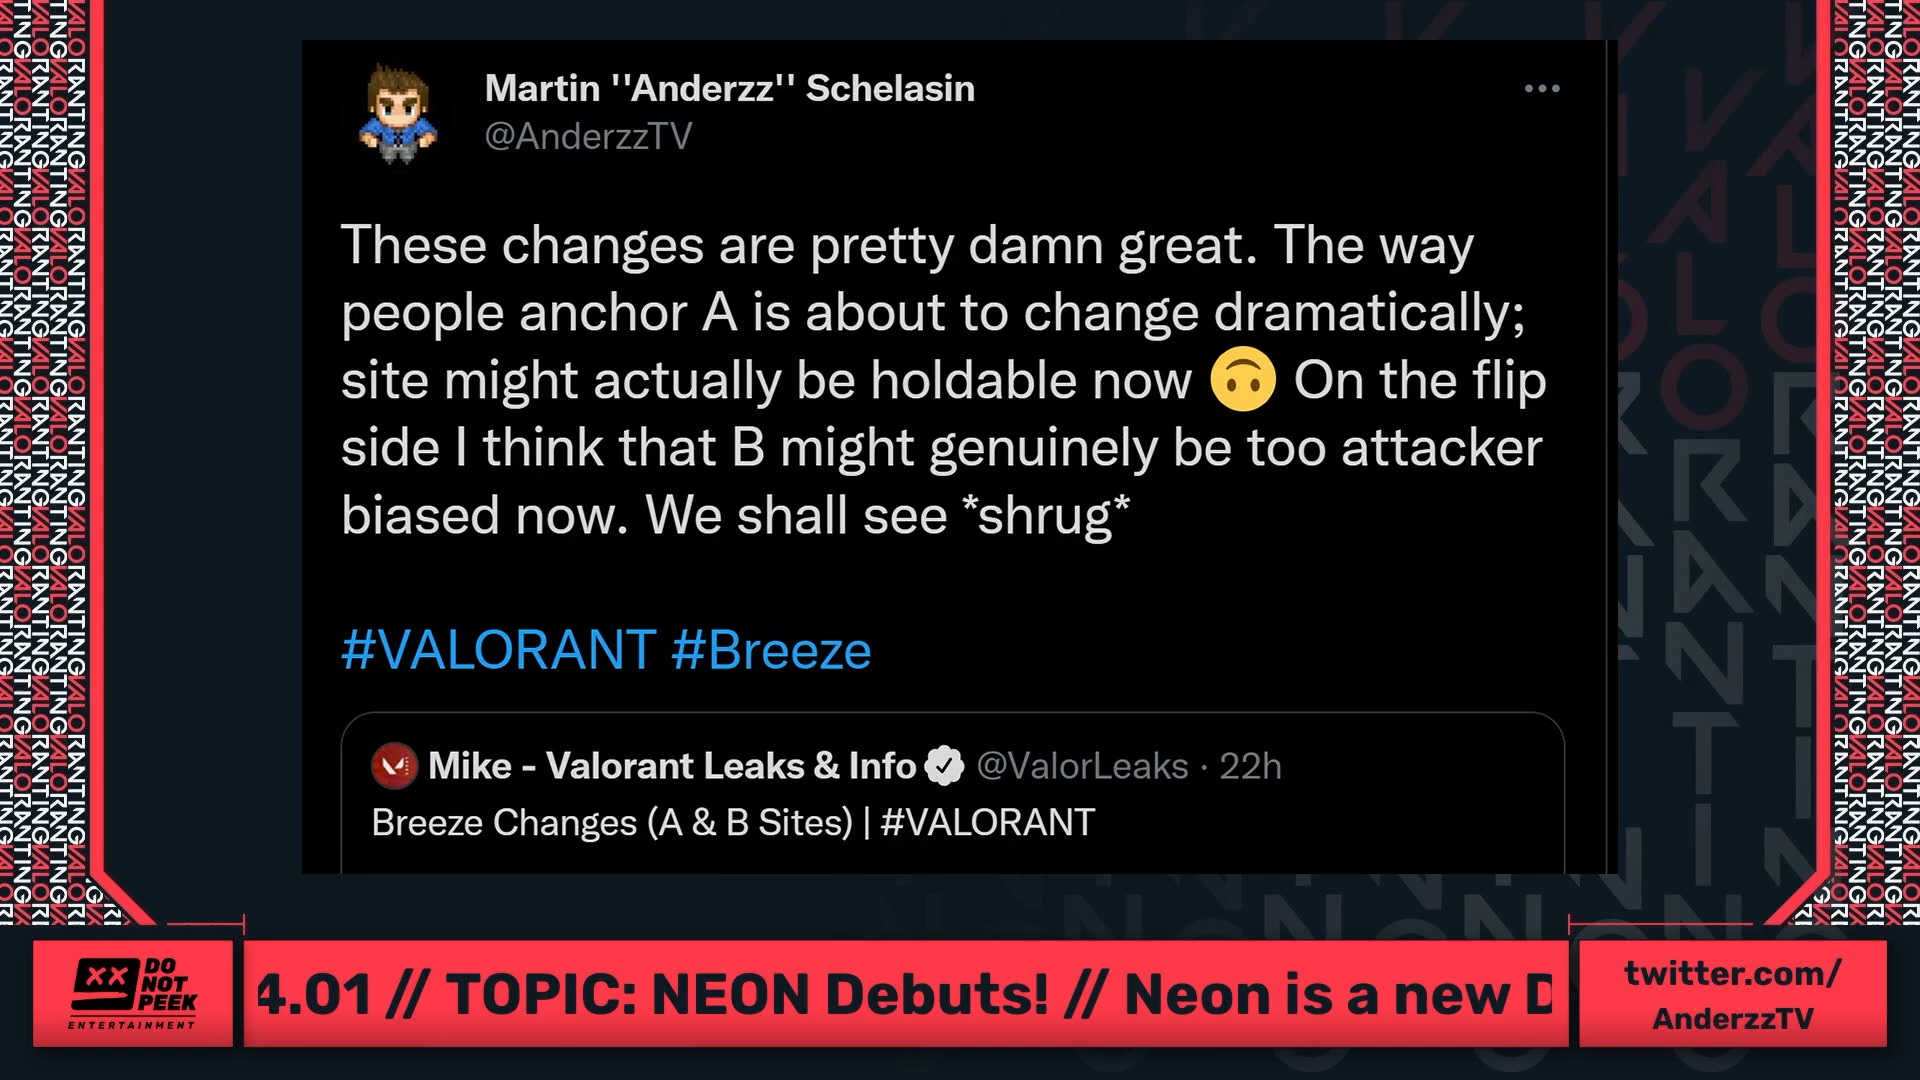 Martin ''Anderzz'' Schelasin
@AnderzzTV
These changes are pretty damn great. The way
people anchor A is about to change dramatically;
site might actually be holdable now 🙃 On the flip
side I think that B might genuinely be too attacker
biased now. We shall see *shrug*
#VALORANT #Breeze
Mike - Valorant Leaks & Info @ValorLeaks · 22h
Breeze Changes (A & B Sites) | #VALORANT
DO
NOT
PEEK
ENTERTAINMENT
4.01 // TOPIC: NEON Debuts! // Neon is a new D
twitter.com/
AnderzzTV
VALORANTING